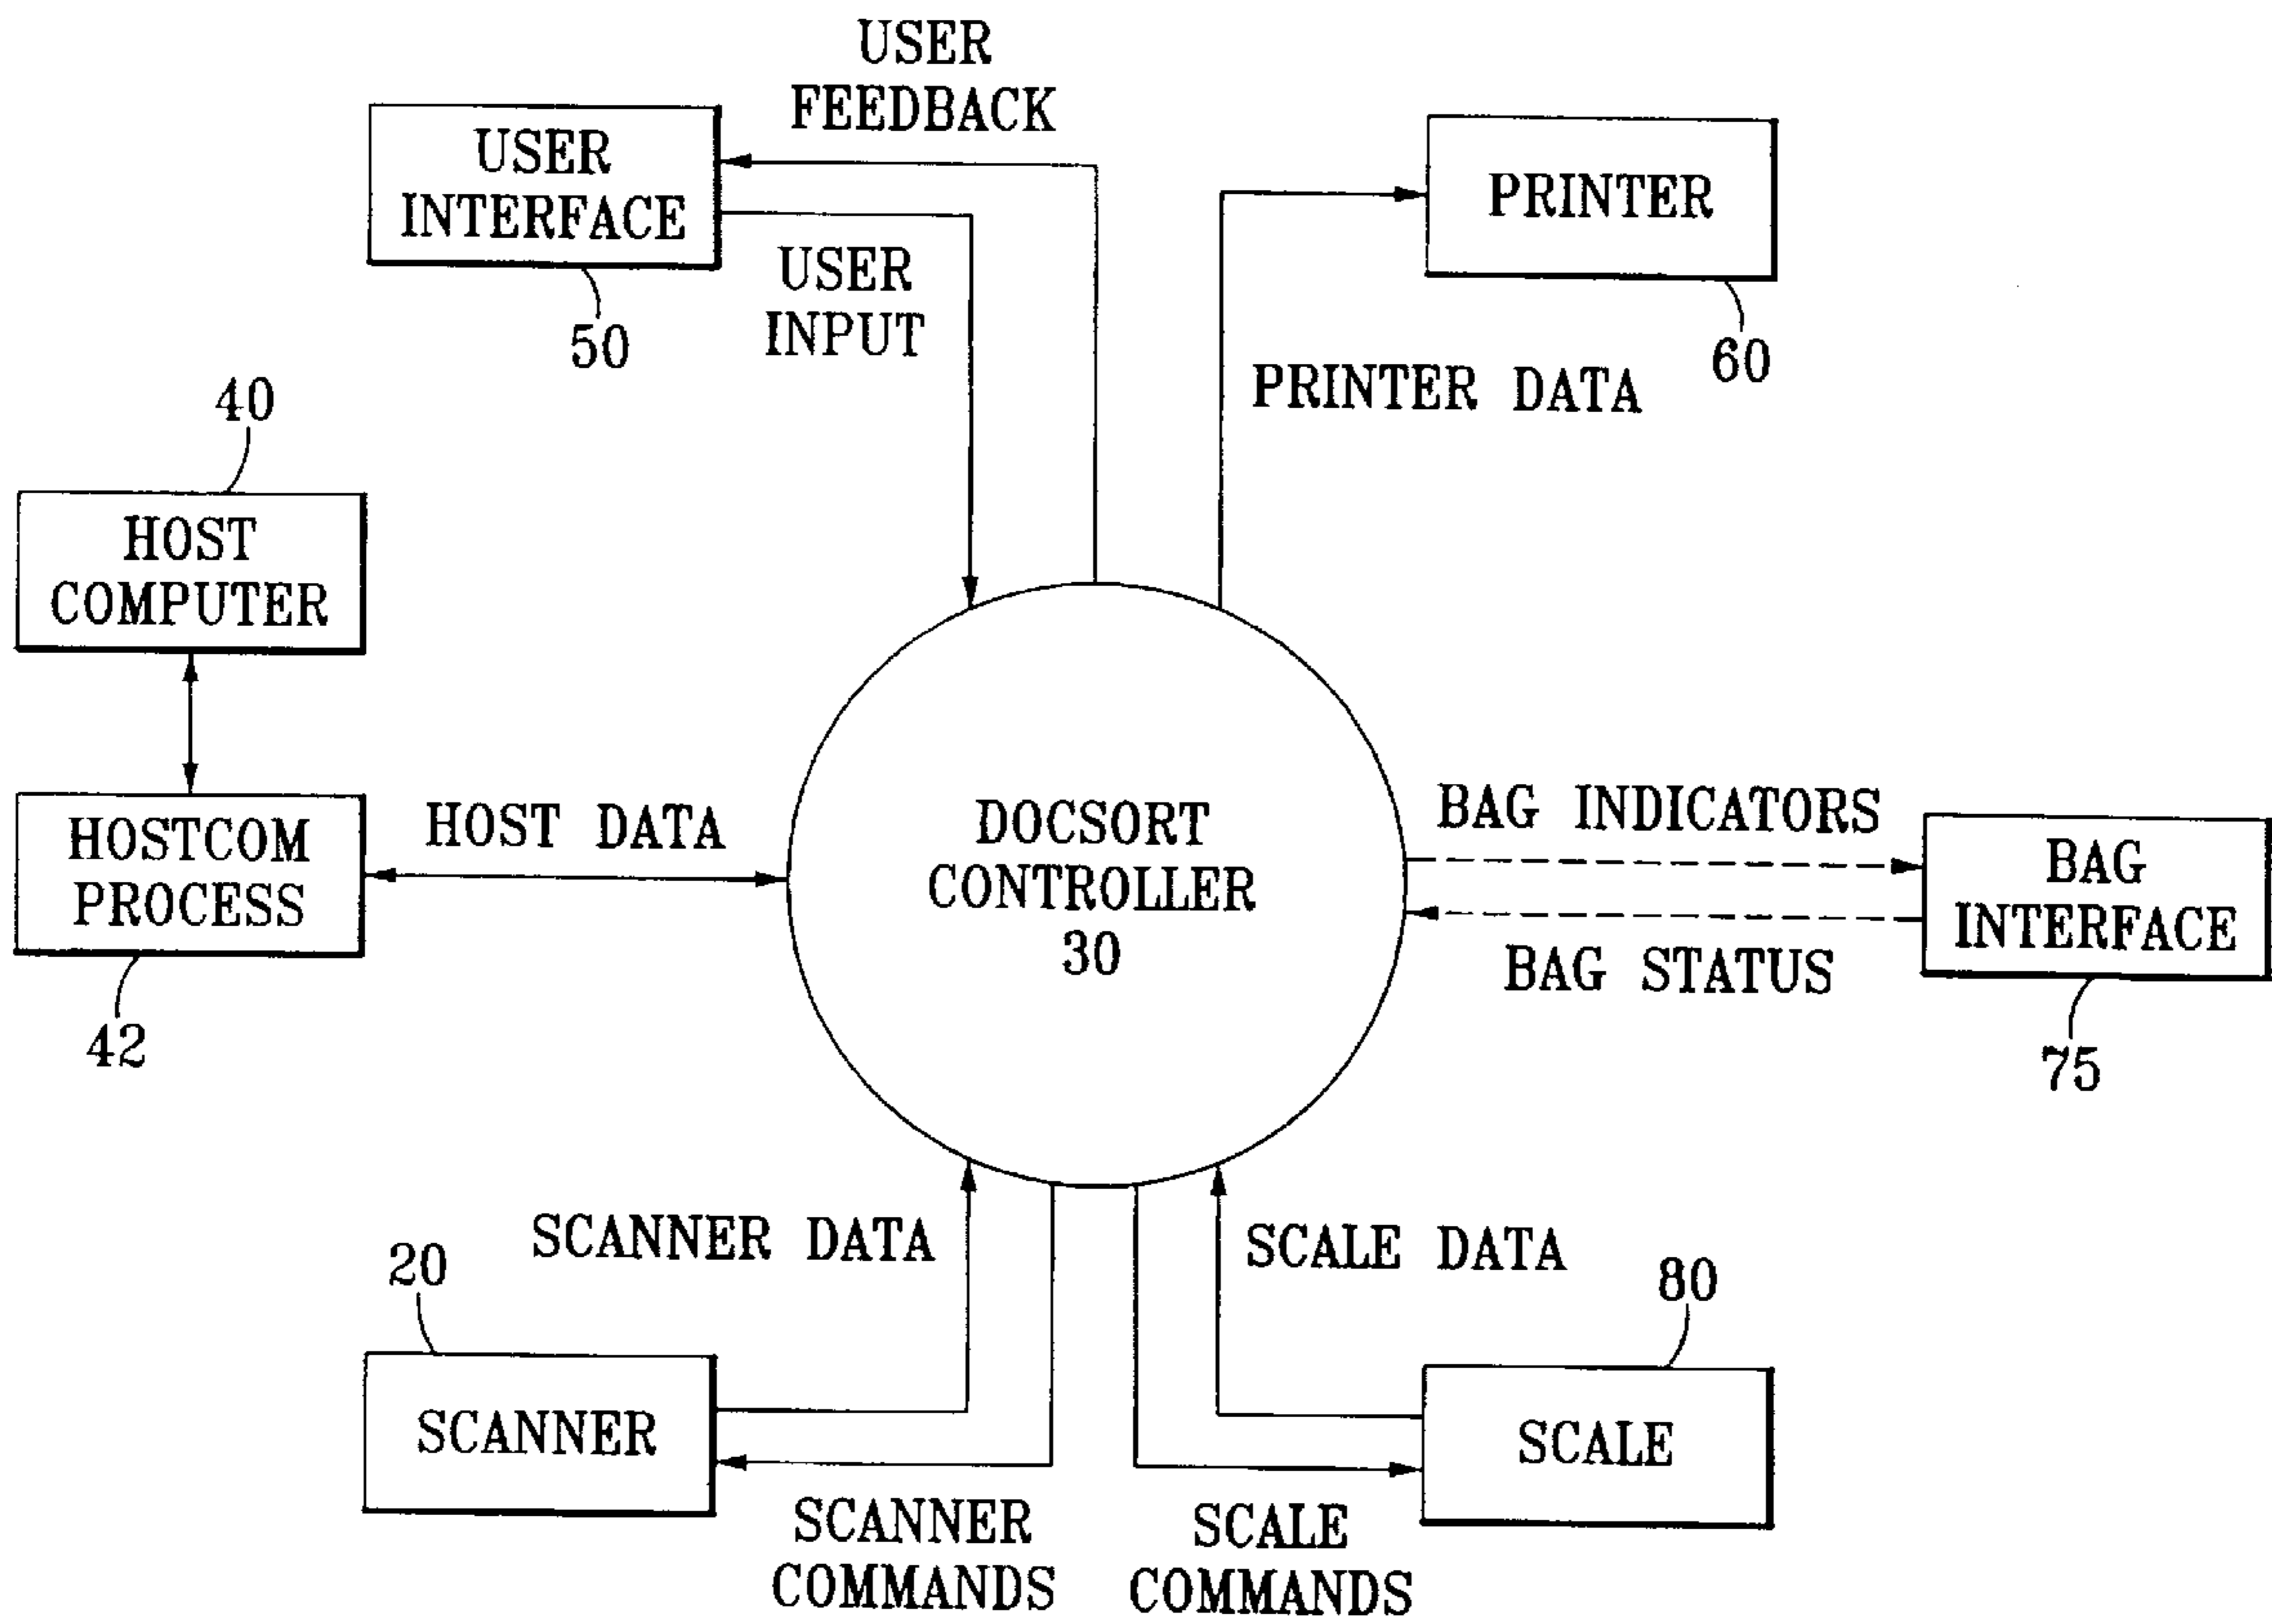 USER
FEEDBACK
USER
INTERFACE
50
USER
INPUT
PRINTER
60
PRINTER DATA
40
HOST
COMPUTER
HOSTCOM
PROCESS
42
HOST DATA
DOCSORT
CONTROLLER
30
BAG INDICATORS
BAG STATUS
BAG
INTERFACE
75
SCANNER DATA
20
SCANNER
SCANNER
COMMANDS
SCALE DATA
80
SCALE
SCALE
COMMANDS